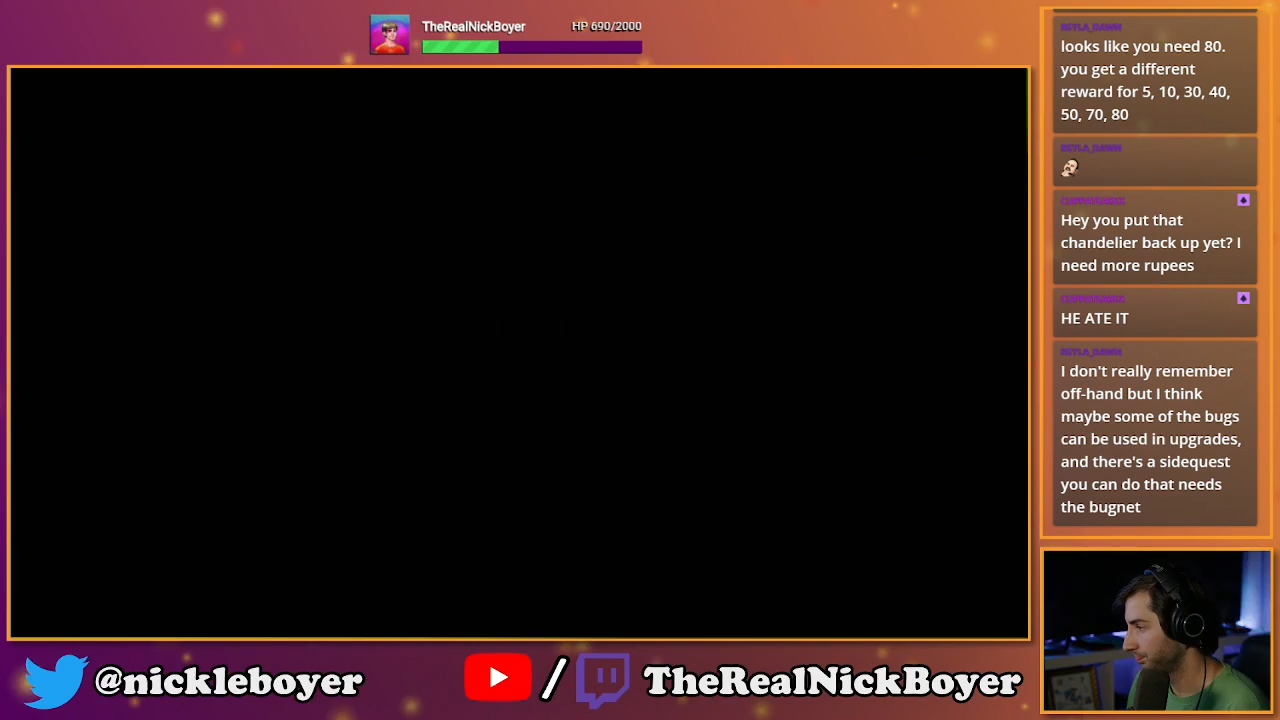 TheRealNickBoyer
HP 690/2000
looks like you need 80.
you get a different
reward for 5, 10, 30, 40,
50, 70, 80
Hey you put that
chandelier back up yet? I
need more rupees
HE ATE IT
I don't really remember
off-hand but I think
maybe some of the bugs
can be used in upgrades,
and there's a sidequest
you can do that needs
the bugnet
@nickleboyer
/
TheRealNickBoyer